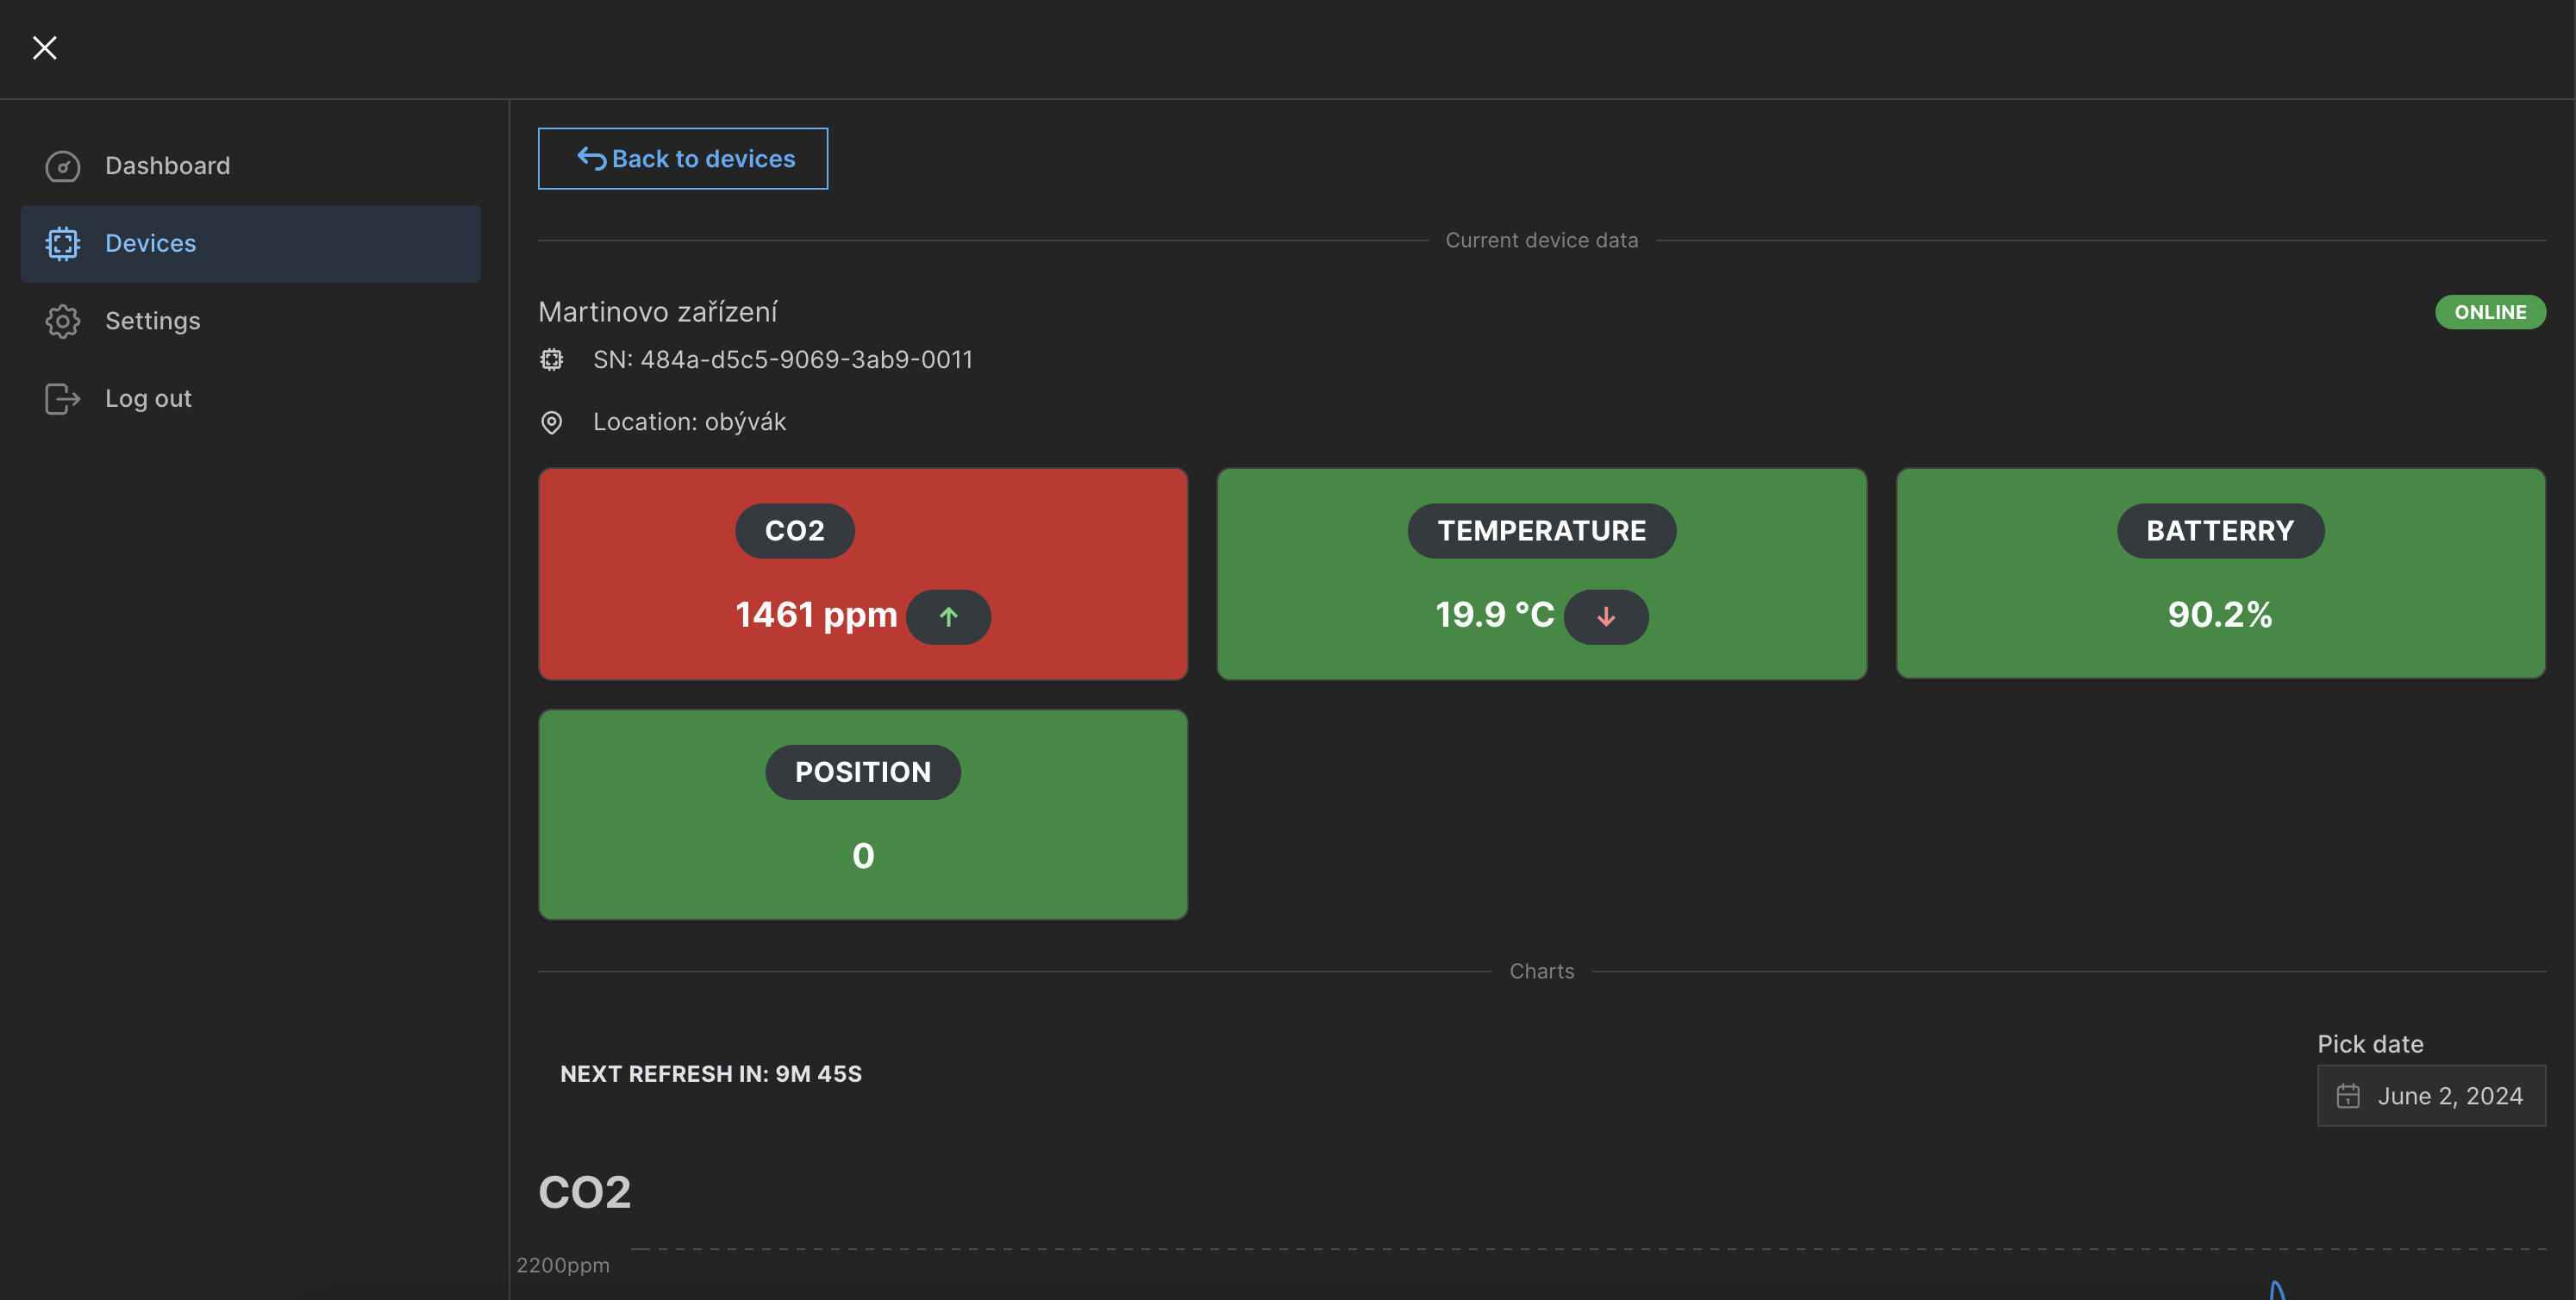 Dashboard
Devices
Settings
Log out
Back to devices
Current device data
Martinovo zařízení
ONLINE
SN: 484a-d5c5-9069-3ab9-0011
Location: obývák
CO2
1461 ppm
TEMPERATURE
19.9 °C
BATTERRY
90.2%
POSITION
0
Charts
NEXT REFRESH IN: 9M 45S
Pick date
June 2, 2024
CO2
2200ppm